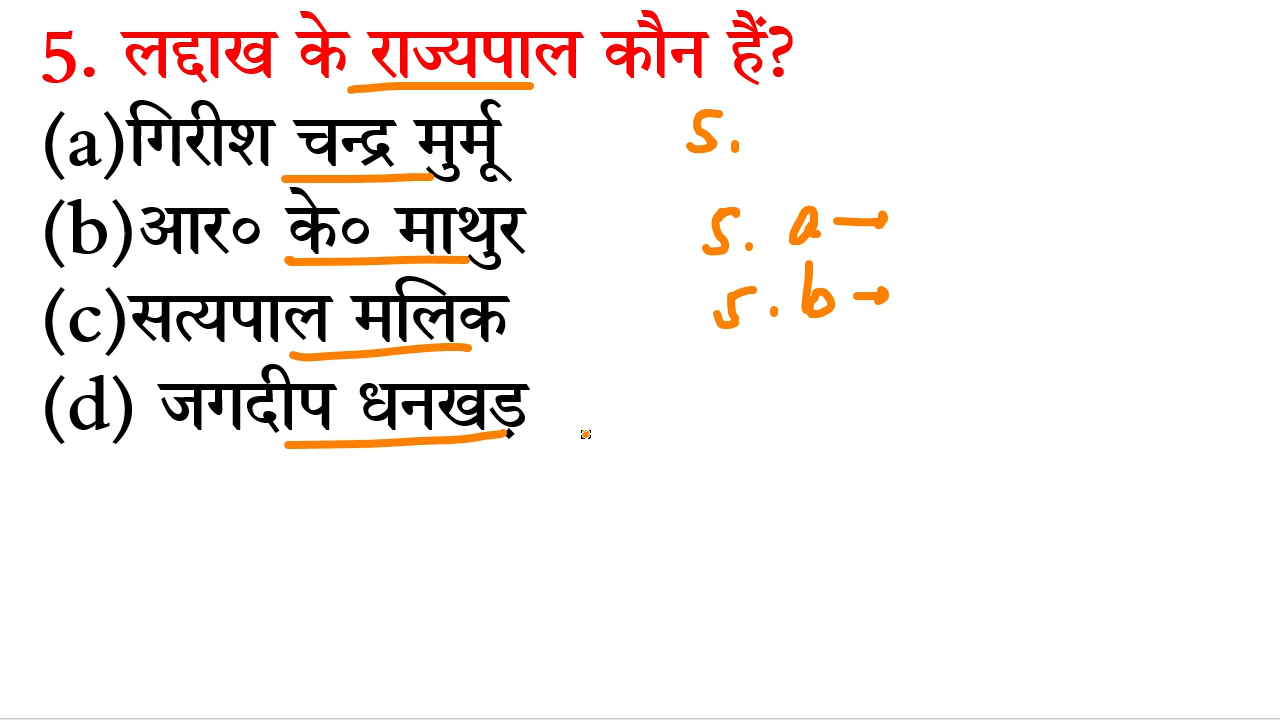 5. लद्दाख के राज्यपाल कौन हैं?
(a)गिरीश चन्द्र मुर्मू
5.
(b)आर० के० माथुर
5. a→
(c)सत्यपाल मलिक
5. b→
(d) जगदीप धनखड़